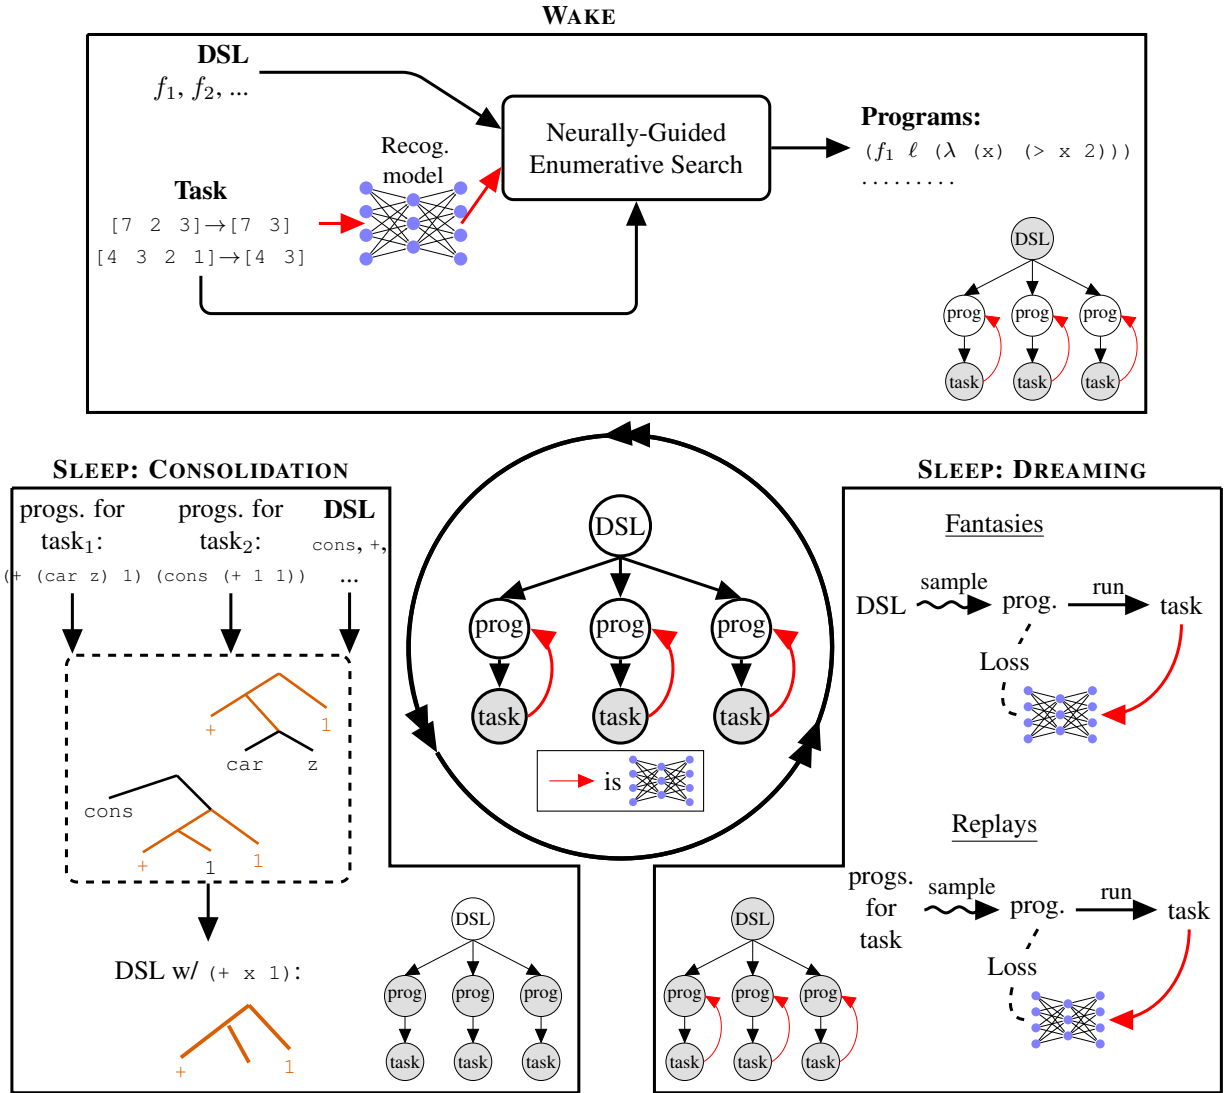 WAKE
DSL
f1, f2, ...
Recog.
model
Task
[7 2 3]→[7 3]
[4 3 2 1]→[4 3]
Neurally-Guided
Enumerative Search
Programs:
(f1 ℓ (λ (x) (> x 2)))
.........
DSL
prog prog prog
task task task
SLEEP: CONSOLIDATION
progs. for
task1:
(+ (car z) 1)
progs. for
task2:
(cons (+ 1 1))
DSL
cons, +,
...
+ 1
car z
cons
+ 1 1
DSL w/ (+ x 1):
+ 1
DSL
prog prog prog
task task task
DSL
prog prog prog
task task task
is
SLEEP: DREAMING
Fantasies
DSL sample prog. run task
Loss
Replays
progs.
for
task
sample prog. run task
Loss
DSL
prog prog prog
task task task